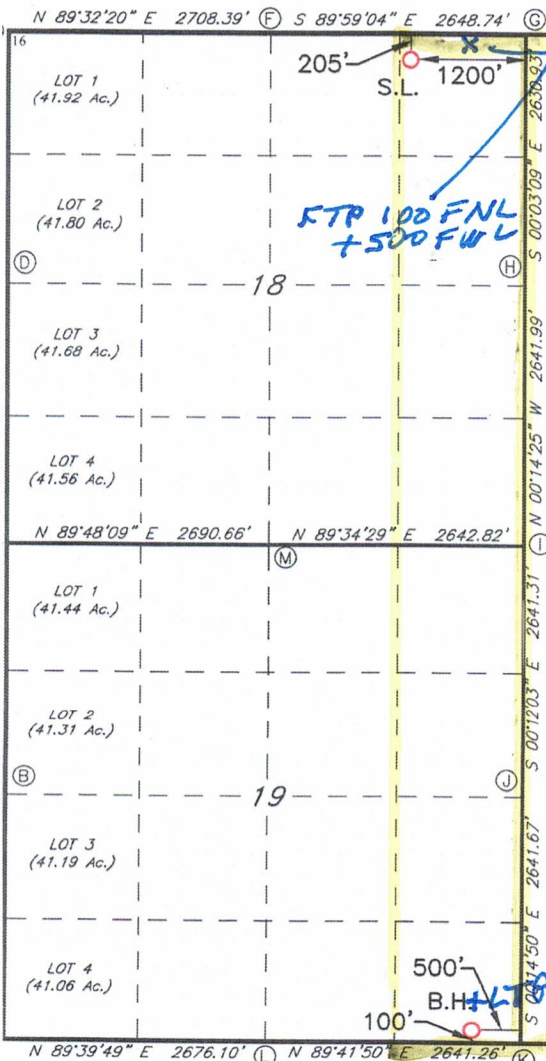 N 89°32'20" E 2708.39' F S 89°59'04" E 2648.74' G
16
LOT 1
(41.92 Ac.)
205'
1200'
S.L.
X
S 00°03'09" E 2630.93'
LOT 2
(41.80 Ac.)
FTP 100 FNL
+ 500 FWL
D
18
H
LOT 3
(41.68 Ac.)
N 00°14'25" W 2641.99'
LOT 4
(41.56 Ac.)
N 89°48'09" E 2690.66' N 89°34'29" E 2642.82' I
M
LOT 1
(41.44 Ac.)
S 00°12'03" E 2641.31'
LOT 2
(41.31 Ac.)
B
19
J
LOT 3
(41.19 Ac.)
S 00°14'50" E 2641.67'
LOT 4
(41.06 Ac.)
500'
B.H.
100'
N 89°39'49" E 2676.10' L N 89°41'50" E 2641.26' K